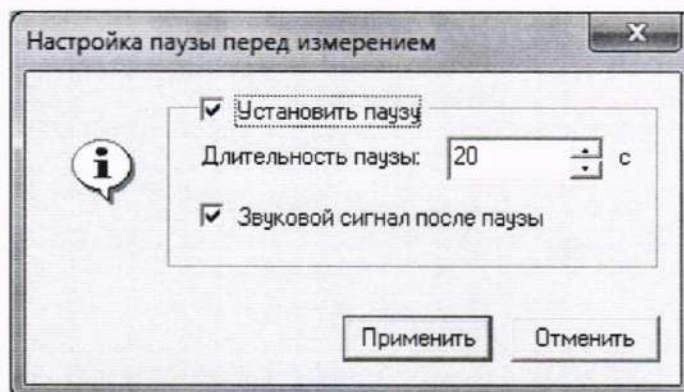 Настройка паузы перед измерением
Установить паузу
Длительность паузы: 20 с
Звуковой сигнал после паузы
Применить Отменить